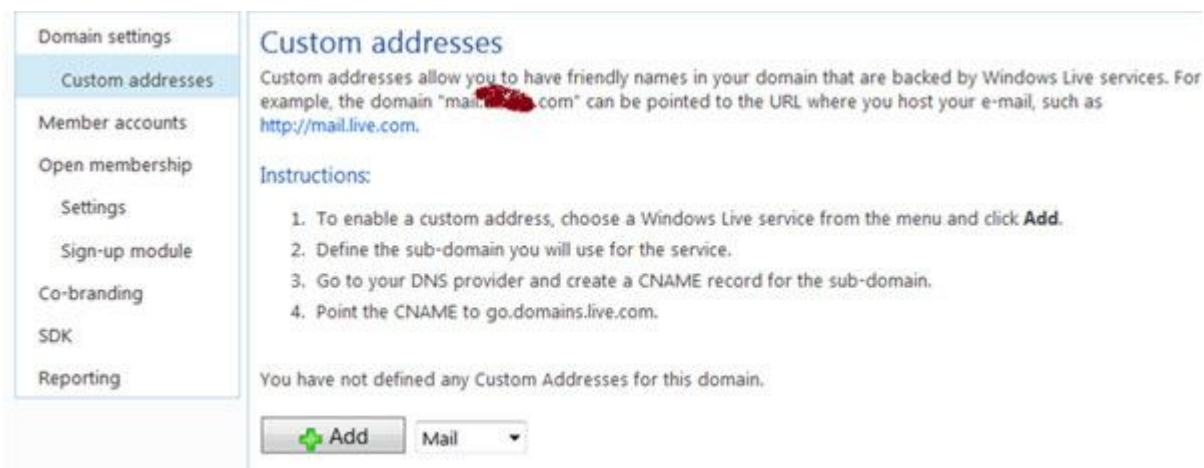 Domain settings
Custom addresses
Member accounts
Open membership
Settings
Sign-up module
Co-branding
SDK
Reporting
Custom addresses
Custom addresses allow you to have friendly names in your domain that are backed by Windows Live services. For
example, the domain "mail. .com" can be pointed to the URL where you host your e-mail, such as
http://mail.live.com.
Instructions:
1. To enable a custom address, choose a Windows Live service from the menu and click Add.
2. Define the sub-domain you will use for the service.
3. Go to your DNS provider and create a CNAME record for the sub-domain.
4. Point the CNAME to go.domains.live.com.
You have not defined any Custom Addresses for this domain.
Add Mail